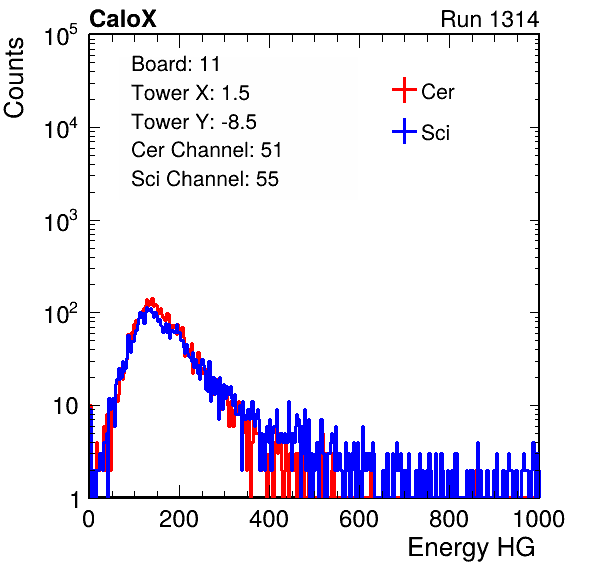 CaloX Run 1314
Counts
10^5
10^4
10^3
10^2
10
1
Board: 11
Tower X: 1.5
Tower Y: -8.5
Cer Channel: 51
Sci Channel: 55
Cer
Sci
0 200 400 600 800 1000
Energy HG